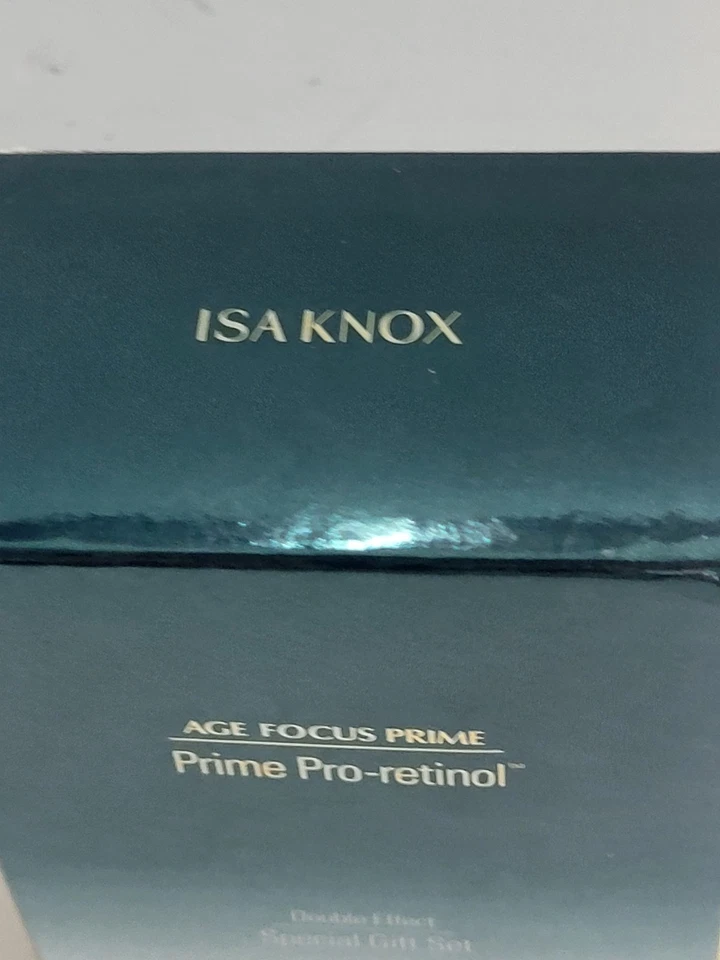 ISA KNOX
AGE FOCUS PRIME
Prime Pro-retinol™
Double Effect
Special Gift Set